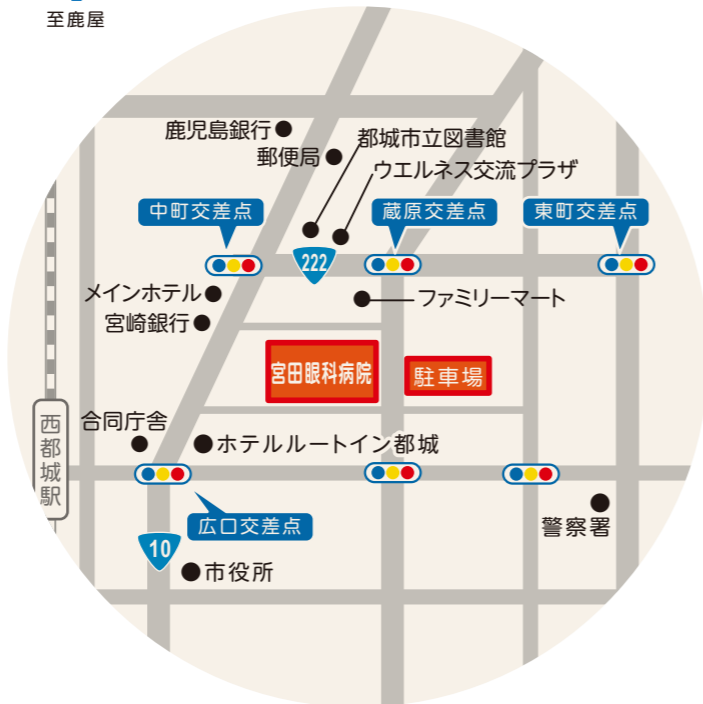 至鹿屋
鹿児島銀行
都城市立図書館
郵便局
ウエルネス交流プラザ
中町交差点
蔵原交差点
東町交差点
222
メインホテル
ファミリーマート
宮崎銀行
宮田眼科病院
駐車場
合同庁舎
ホテルルートイン都城
西都城駅
広口交差点
警察署
10
市役所